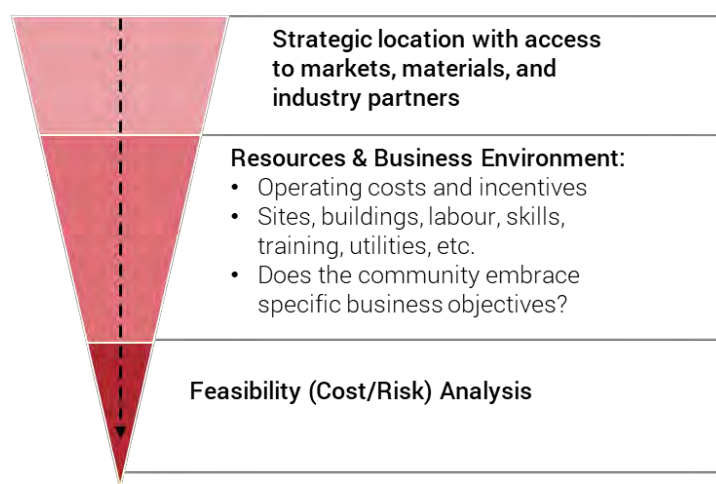 Strategic location with access
to markets, materials, and
industry partners
Resources & Business Environment:
• Operating costs and incentives
• Sites, buildings, labour, skills,
training, utilities, etc.
• Does the community embrace
specific business objectives?
Feasibility (Cost/Risk) Analysis